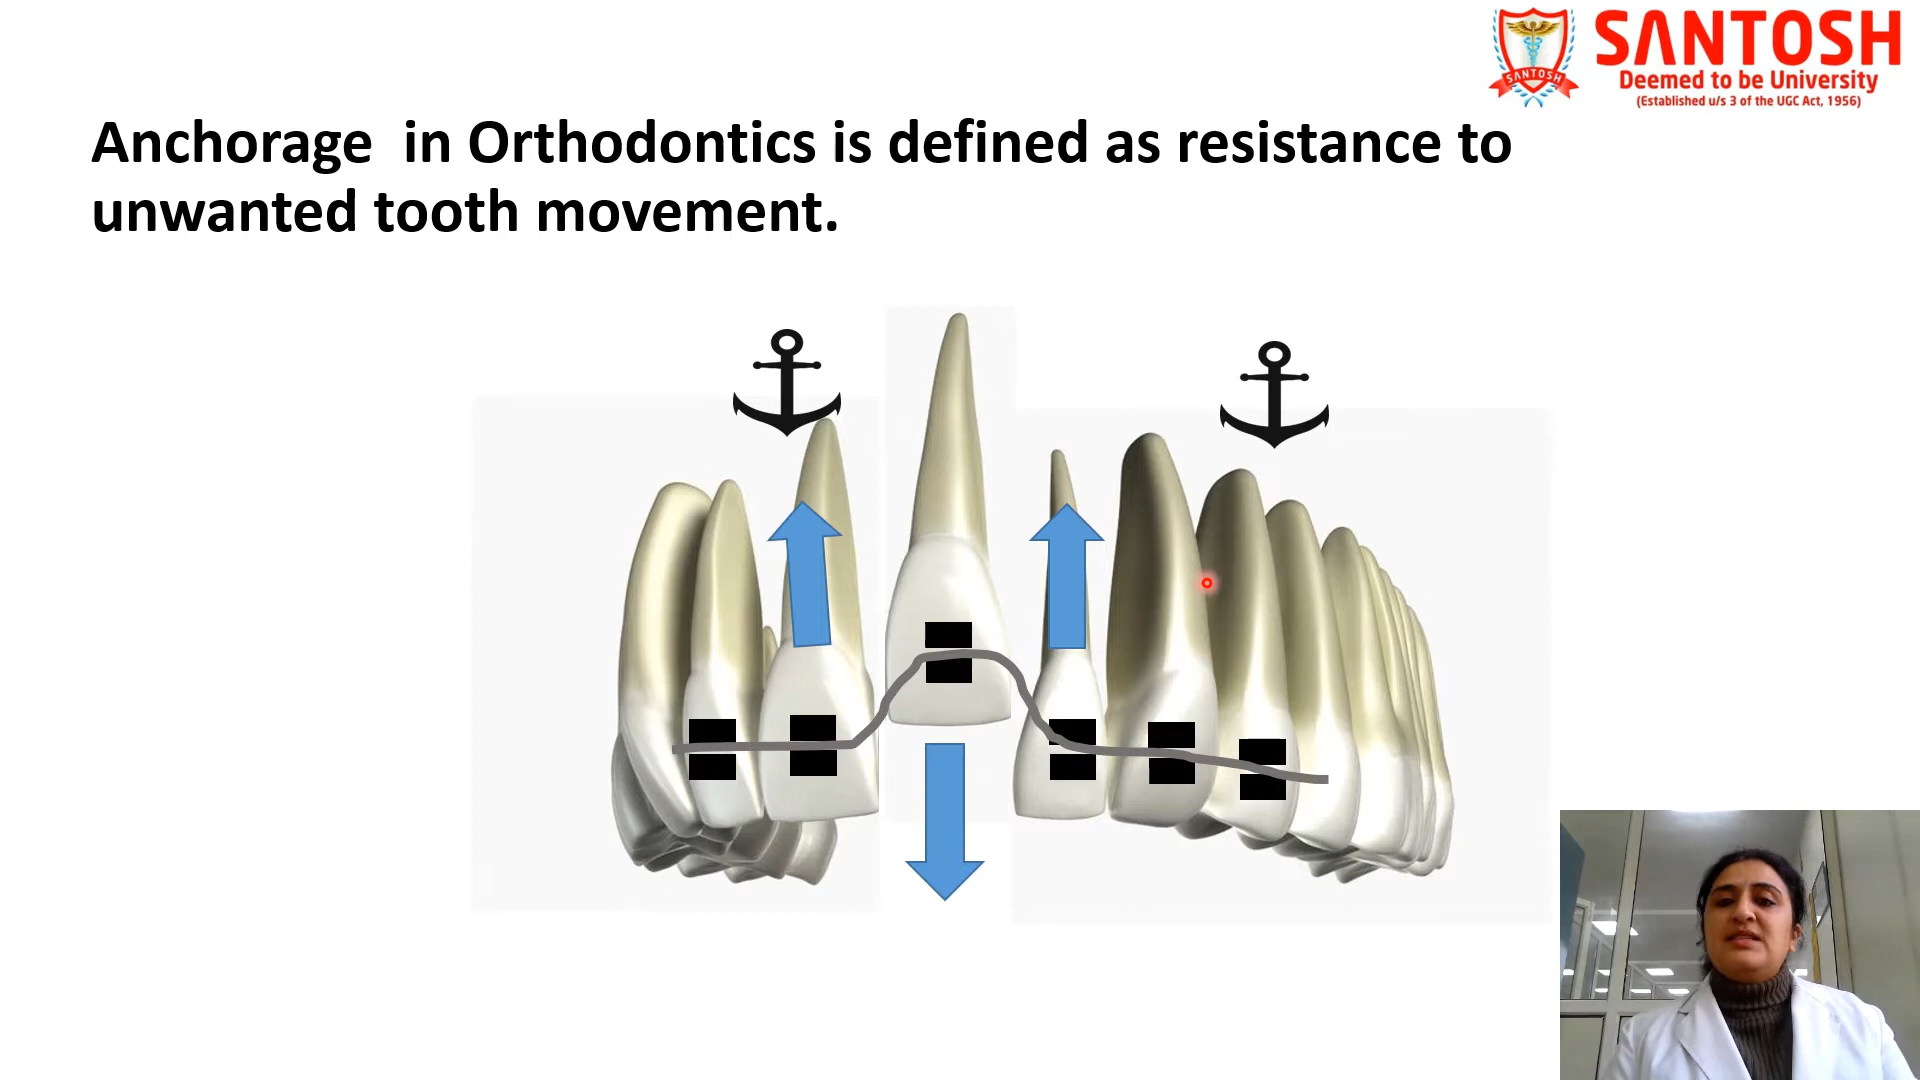 SANTOSH
Deemed to be University
(Established u/s 3 of the UGC Act, 1956)
SANTOSH
Anchorage in Orthodontics is defined as resistance to
unwanted tooth movement.